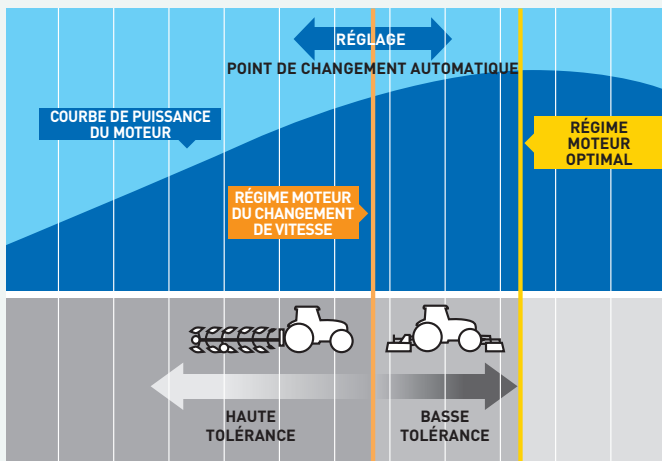 RÉGLAGE
POINT DE CHANGEMENT AUTOMATIQUE
COURBE DE PUISSANCE
DU MOTEUR
RÉGIME
MOTEUR
OPTIMAL
RÉGIME MOTEUR
DU CHANGEMENT
DE VITESSE
HAUTE
TOLÉRANCE
BASSE
TOLÉRANCE